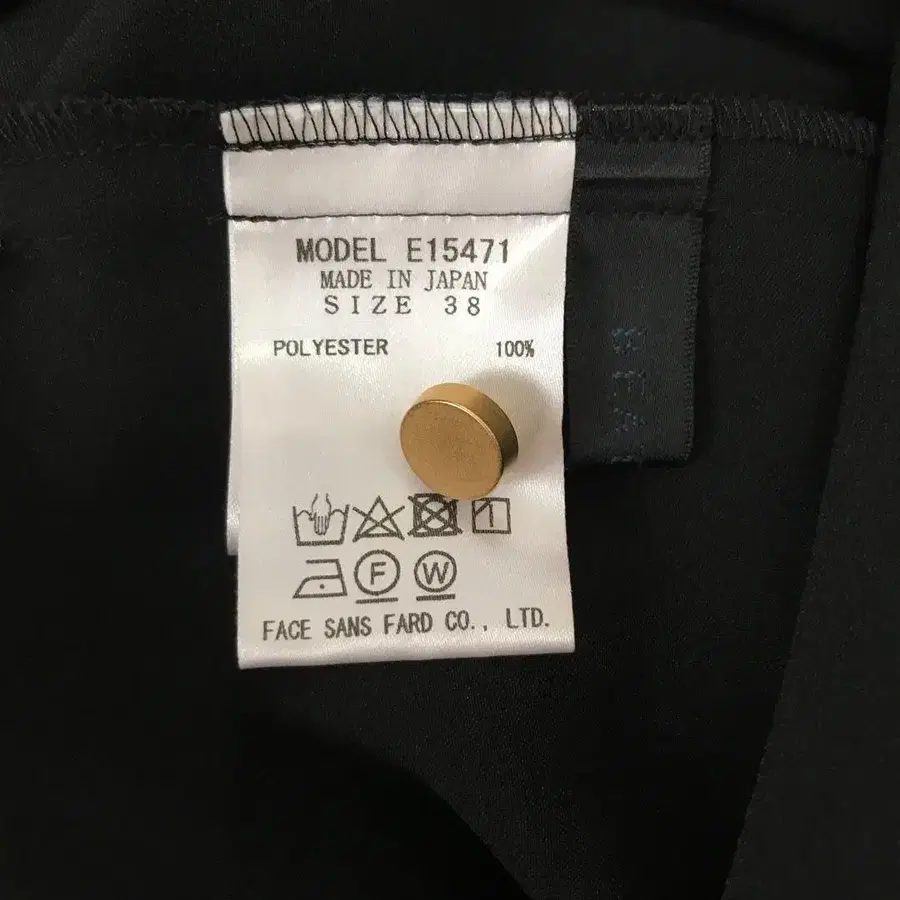 MODEL E15471
MADE IN JAPAN
SIZE 38
POLYESTER 100%
F W
FACE SANS FARD CO., LTD.